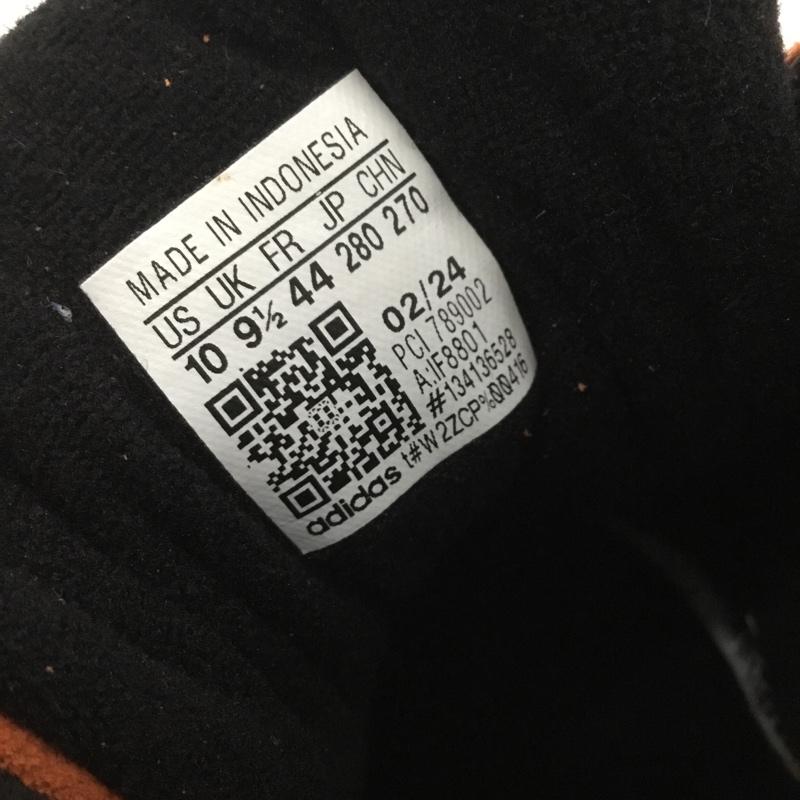 MADE IN INDONESIA
US UK FR JP CHN
10 9½ 44 280 270
02/24
PCI 789002
A:IF8801
#134136528
t#W2ZCP%QQ416
adidas